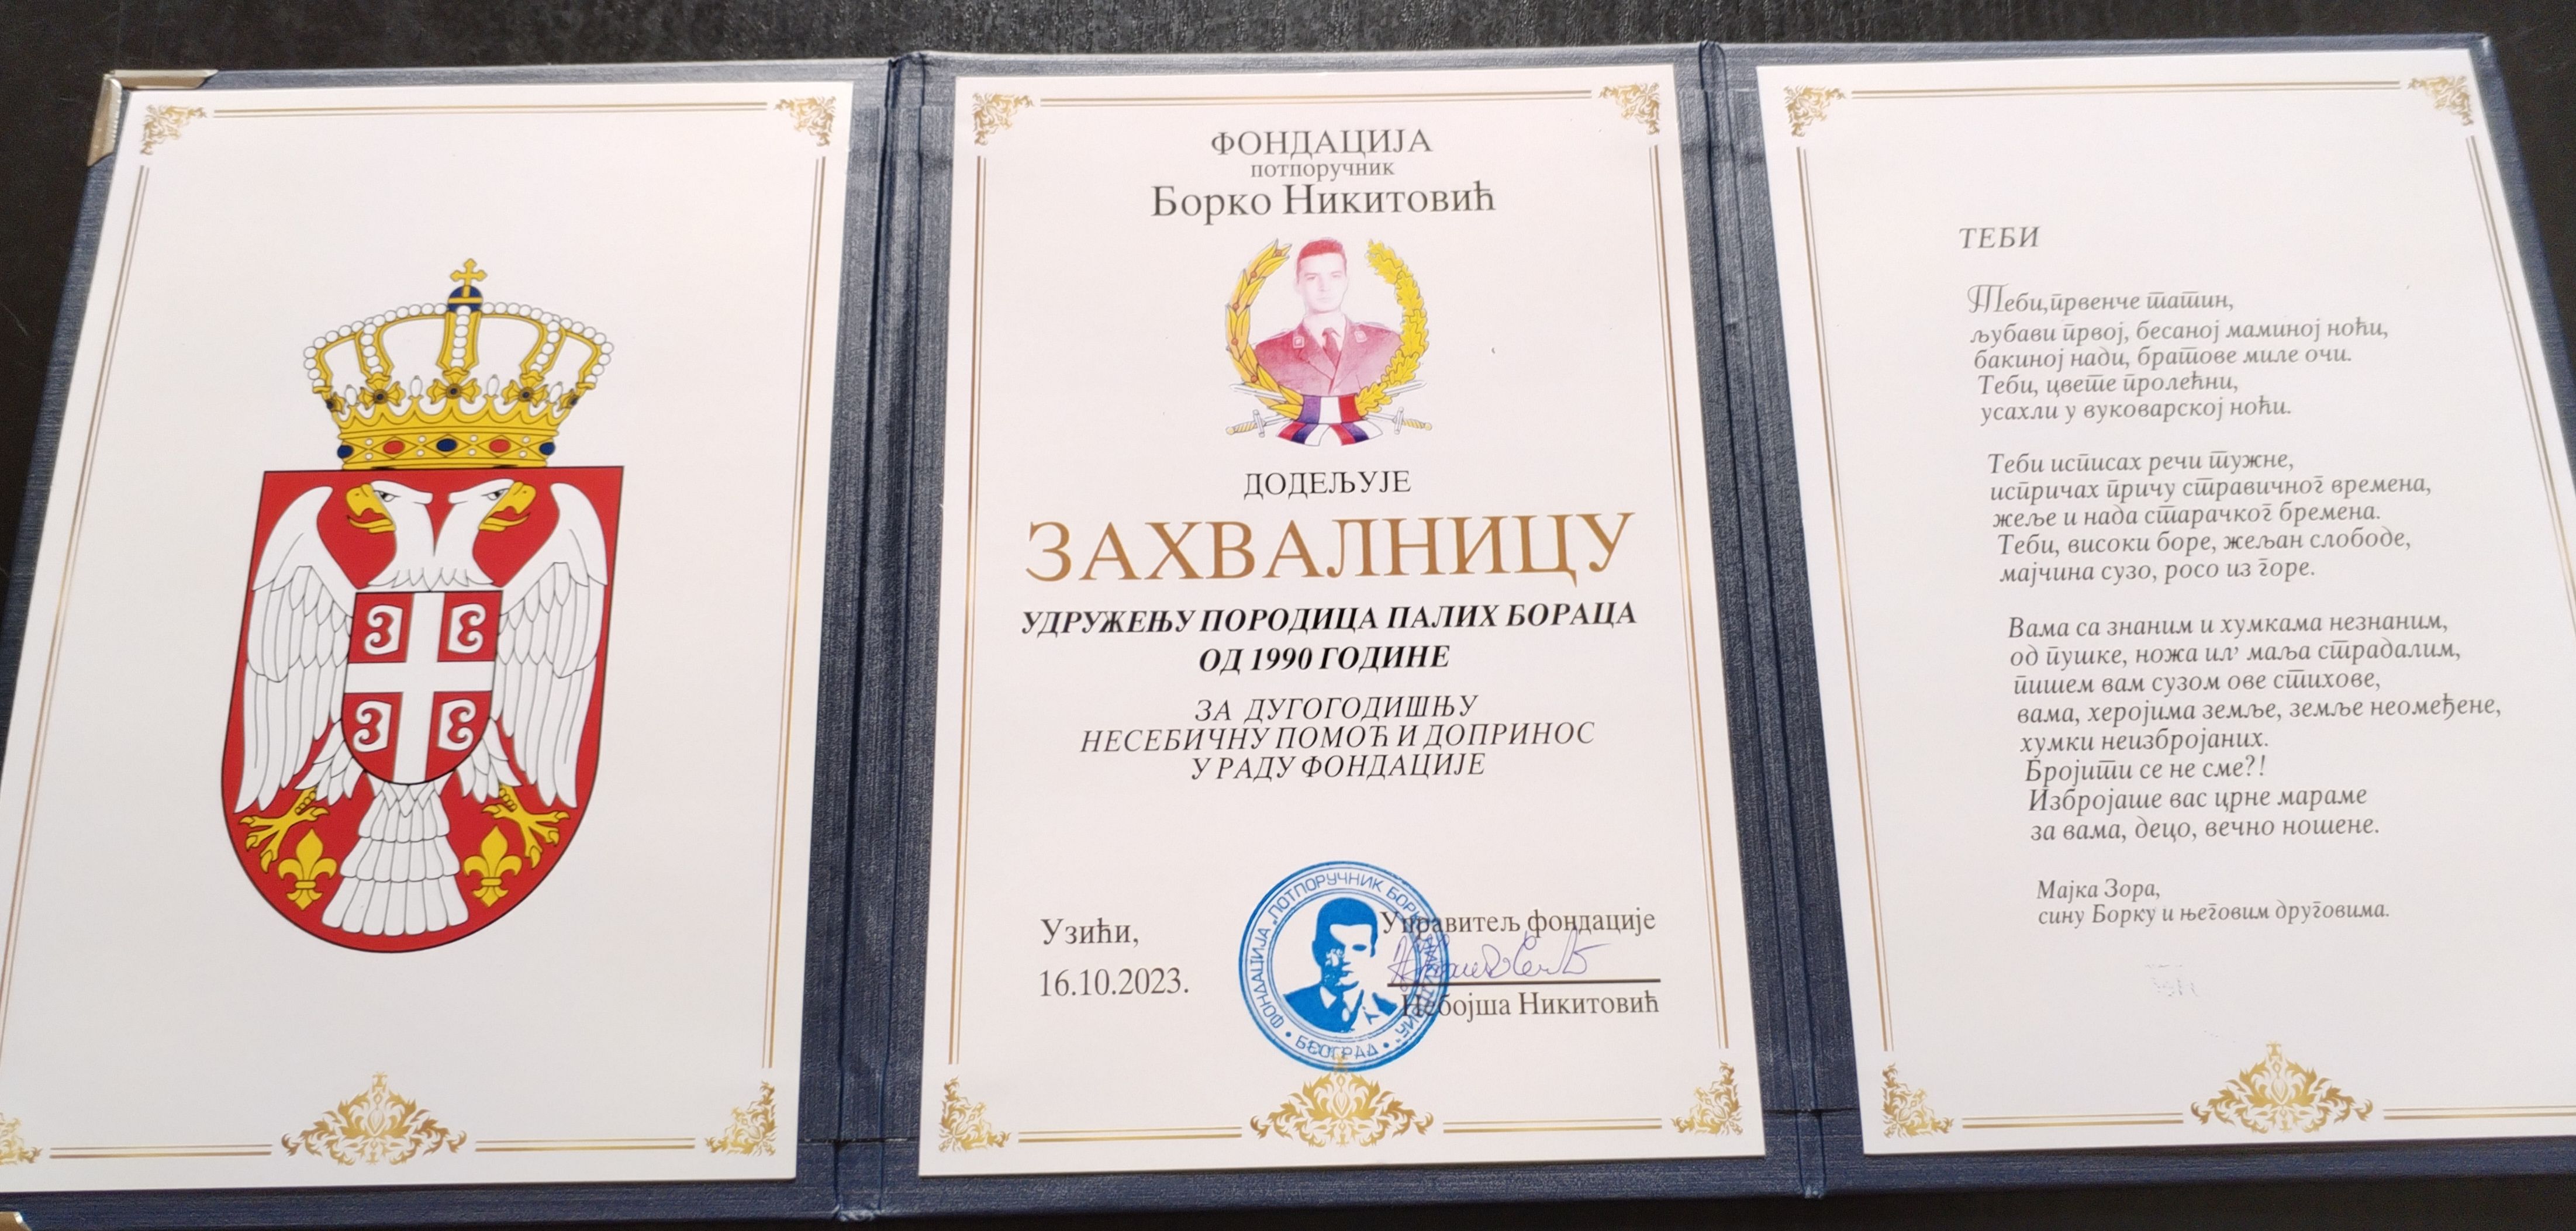 ФОНДАЦИЈА
потпоручник
Борко Никитовић
ДОДЕЉУЈЕ
ЗАХВАЛНИЦУ
УДРУЖЕЊУ ПОРОДИЦА ПАЛИХ БОРАЦА
ОД 1990 ГОДИНЕ
ЗА ДУГОГОДИШЊУ
НЕСЕБИЧНУ ПОМОЋ И ДОПРИНОС
У РАДУ ФОНДАЦИЈЕ
Узићи,
16.10.2023.
ФОНДАЦИЈА „ПОТПОРУЧНИК БОРКО НИКИТОВИЋ“
• БЕОГРАД •
Управитељ фондације
Небојша Никитовић
ТЕБИ
Теби,првенче татин,
љубави првој, бесаној маминој ноћи,
бакиној нади, братове миле очи.
Теби, цвете пролећни,
усахли у вуковарској ноћи.
Теби исписах речи тужне,
испричах причу стравичног времена,
жеље и нада старачког бремена.
Теби, високи боре, жељан слободе,
мајчина сузо, росо из горе.
Вама са знаним и хумкама незнаним,
од пушке, ножа ил’ маља страдалим,
пишем вам сузом ове стихове,
вама, херојима земље, земље неомеђене,
хумки неизбројаних.
Бројити се не сме?!
Избројаше вас црне мараме
за вама, децо, вечно ношене.
Мајка Зора,
сину Борку и његовим друговима.